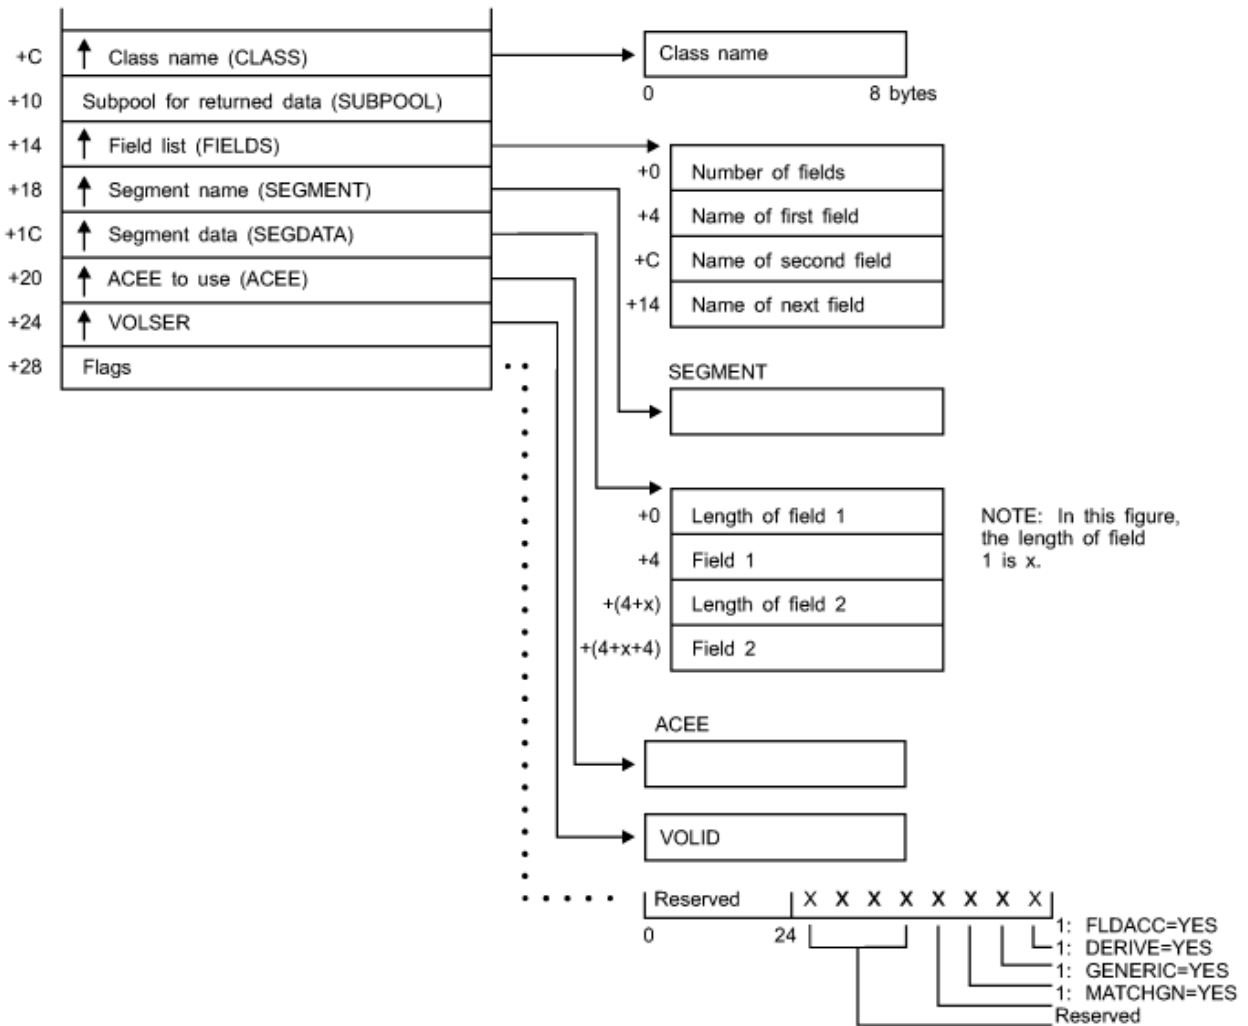 +C ↑ Class name (CLASS)
+10 Subpool for returned data (SUBPOOL)
+14 ↑ Field list (FIELDS)
+18 ↑ Segment name (SEGMENT)
+1C ↑ Segment data (SEGDATA)
+20 ↑ ACEE to use (ACEE)
+24 ↑ VOLSER
+28 Flags
Class name
0 8 bytes
+0 Number of fields
+4 Name of first field
+C Name of second field
+14 Name of next field
SEGMENT
+0 Length of field 1
+4 Field 1
+(4+x) Length of field 2
+(4+x+4) Field 2
NOTE: In this figure,
the length of field
1 is x.
ACEE
VOLID
Reserved X X X X X X X X
0 24
1: FLDACC=YES
1: DERIVE=YES
1: GENERIC=YES
1: MATCHGN=YES
Reserved